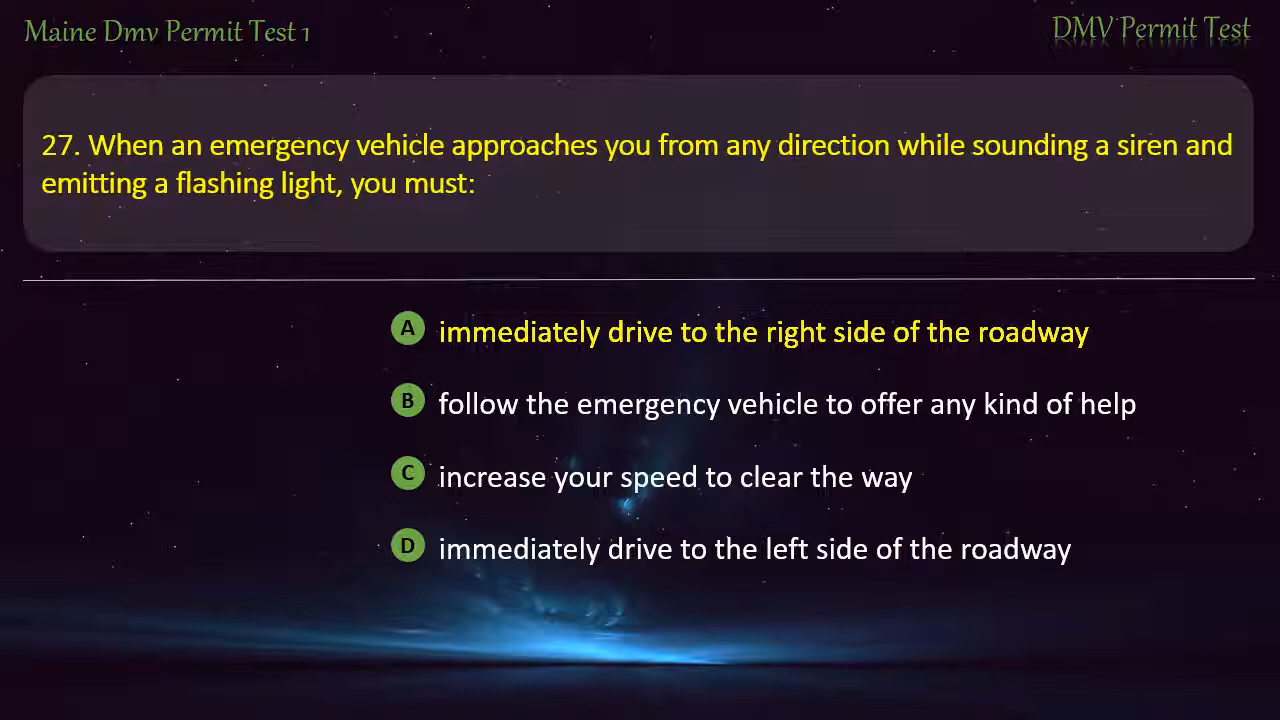 Maine Dmv Permit Test 1
DMV Permit Test
27. When an emergency vehicle approaches you from any direction while sounding a siren and
emitting a flashing light, you must:
A immediately drive to the right side of the roadway
B follow the emergency vehicle to offer any kind of help
C increase your speed to clear the way
D immediately drive to the left side of the roadway